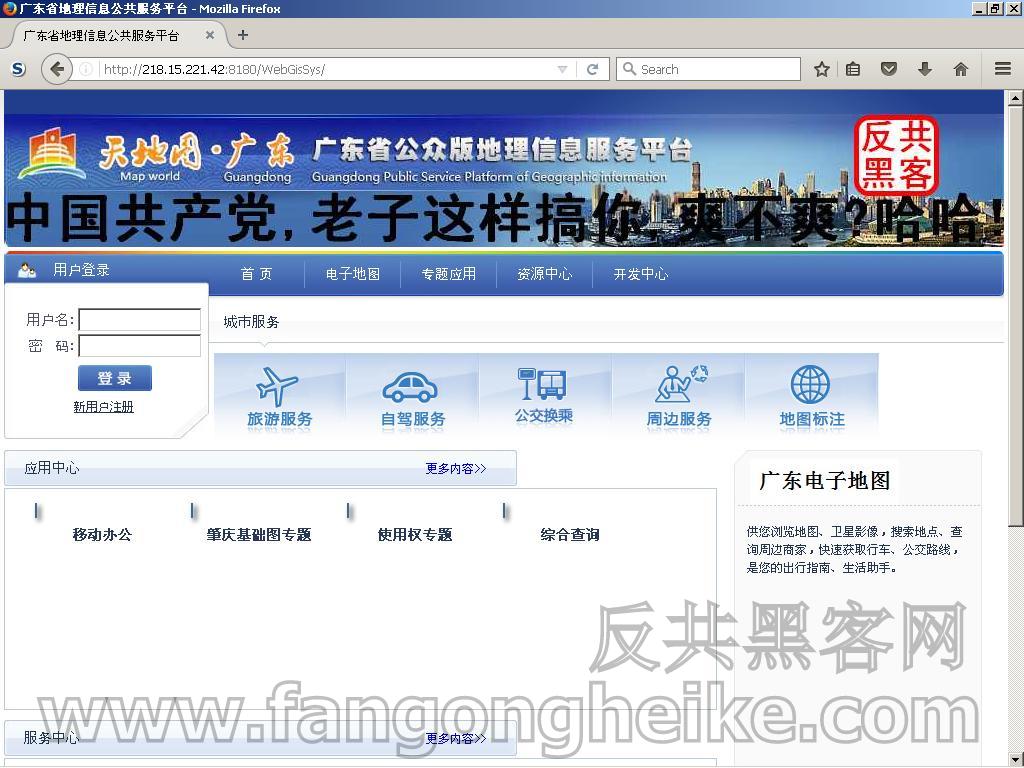 广东省地理信息公共服务平台 - Mozilla Firefox
广东省地理信息公共服务平台
http://218.15.221.42:8180/WebGisSys/
Search
天地图·广东
Map world Guangdong
广东省公众版地理信息服务平台
Guangdong Public Service Platform of Geographic information
反共
黑客
中国共产党,老子这样搞你,爽不爽?哈哈!
用户登录
首 页 电子地图 专题应用 资源中心 开发中心
用户名:
密 码:
登 录
新用户注册
城市服务
旅游服务 自驾服务 公交换乘 周边服务 地图标注
应用中心 更多内容>>
移动办公 肇庆基础图专题 使用权专题 综合查询
广东电子地图
供您浏览地图、卫星影像，搜索地点、查
询周边商家，快速获取行车、公交路线，
是您的出行指南、生活助手。
反共黑客网
www.fangongheike.com
服务中心 更多内容>>